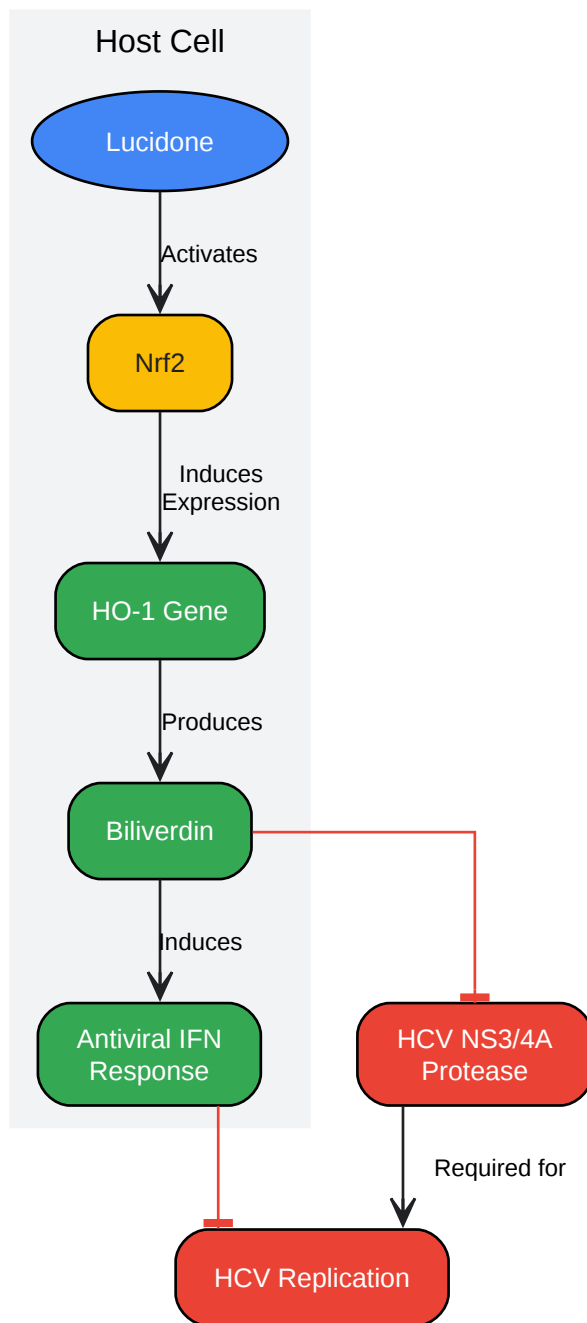 Host Cell
Lucidone
Activates
Nrf2
Induces
Expression
HO-1 Gene
Produces
Biliverdin
Induces
Antiviral IFN
Response
HCV NS3/4A
Protease
Required for
HCV Replication